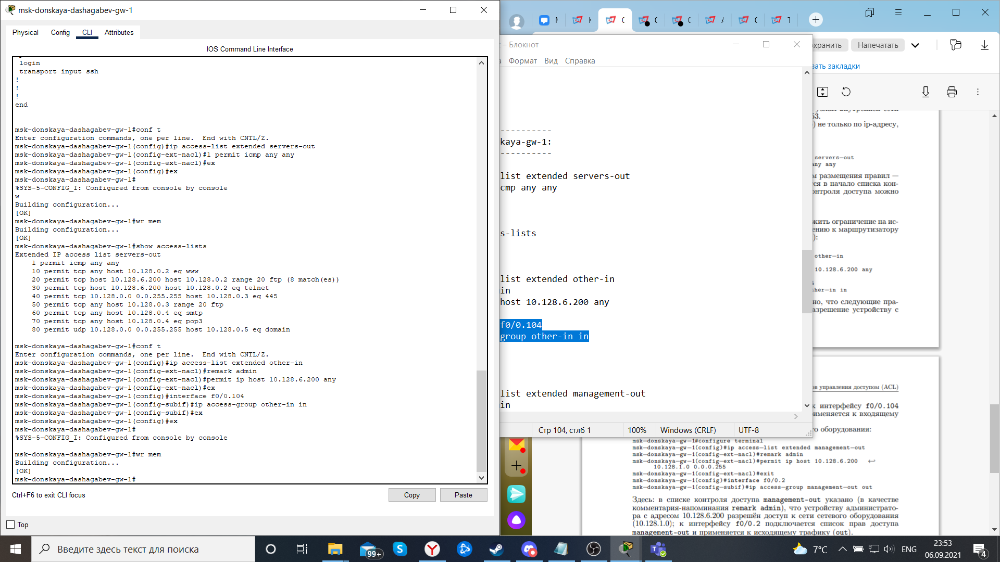 msk-donskaya-dashagabev-gw-1
Physical
Config
CLI
Attributes
IOS Command Line Interface
login
transport input ssh
!
!
!
end
msk-donskaya-dashagabev-gw-1#conf t
Enter configuration commands, one per line.  End with CNTL/Z.
msk-donskaya-dashagabev-gw-1(config)#ip access-list extended servers-out
msk-donskaya-dashagabev-gw-1(config-ext-nacl)#1 permit icmp any any
msk-donskaya-dashagabev-gw-1(config-ext-nacl)#ex
msk-donskaya-dashagabev-gw-1(config)#ex
msk-donskaya-dashagabev-gw-1#
%SYS-5-CONFIG_I: Configured from console by console
w
Building configuration...
[OK]
msk-donskaya-dashagabev-gw-1#wr mem
Building configuration...
[OK]
msk-donskaya-dashagabev-gw-1#show access-lists
Extended IP access list servers-out
1 permit icmp any any
10 permit tcp any host 10.128.0.2 eq www
20 permit tcp host 10.128.6.200 host 10.128.0.2 range 20 ftp (8 match(es))
30 permit tcp host 10.128.6.200 host 10.128.0.2 eq telnet
40 permit tcp 10.128.0.0 0.0.255.255 host 10.128.0.3 eq 445
50 permit tcp any host 10.128.0.3 range 20 ftp
60 permit tcp any host 10.128.0.4 eq smtp
70 permit tcp any host 10.128.0.4 eq pop3
80 permit udp 10.128.0.0 0.0.255.255 host 10.128.0.5 eq domain
msk-donskaya-dashagabev-gw-1#conf t
Enter configuration commands, one per line.  End with CNTL/Z.
msk-donskaya-dashagabev-gw-1(config)#ip access-list extended other-in
msk-donskaya-dashagabev-gw-1(config-ext-nacl)#remark admin
msk-donskaya-dashagabev-gw-1(config-ext-nacl)#permit ip host 10.128.6.200 any
msk-donskaya-dashagabev-gw-1(config-ext-nacl)#ex
msk-donskaya-dashagabev-gw-1(config)#interface f0/0.104
msk-donskaya-dashagabev-gw-1(config-subif)#ip access-group other-in in
msk-donskaya-dashagabev-gw-1(config-subif)#ex
msk-donskaya-dashagabev-gw-1(config)#ex
msk-donskaya-dashagabev-gw-1#
%SYS-5-CONFIG_I: Configured from console by console
msk-donskaya-dashagabev-gw-1#wr mem
Building configuration...
[OK]
msk-donskaya-dashagabev-gw-1#
Ctrl+F6 to exit CLI focus
Copy
Paste
Top
– Блокнот
Формат
Вид
Справка
----------
kaya-gw-1:
----------
list extended servers-out
cmp any any
s-lists
list extended other-in
in
host 10.128.6.200 any
f0/0.104
group other-in in
list extended management-out
in
Стр 104, стлб 1
100%
Windows (CRLF)
UTF-8
охранить
Напечатать
зать закладки
53.
) не только по ip-адресу,
servers—out
any any
м размещения правил —
ся в начало списка кон-
онтроля доступа можно
жить ограничение на ис-
ению к маршрутизатору
):
other—in
10.128.6.200 any
ther—in in
но, что следующие пра-
азрешение устройству с
ов управления доступом (ACL)
к интерфейсу f0/0.104
именяется к входящему
го оборудования:
msk—donskaya—gw—1#configure terminal
msk—donskaya—gw—1(config)#ip access—list extended management—out
msk—donskaya—gw—1(config—ext—nacl)#remark admin
msk—donskaya—gw—1(config—ext—nacl)#permit ip host 10.128.6.200 ↩
10.128.1.0 0.0.0.255
msk—donskaya—gw—1(config—ext—nacl)#exit
msk—donskaya—gw—1(config)#interface f0/0.2
msk—donskaya—gw—1(config—subif)#ip access—group management—out out
Здесь: в списке контроля доступа management-out указано (в качестве
комментария-напоминания remark admin), что устройству администрато-
ра с адресом 10.128.6.200 разрешён доступ к сети сетевого оборудования
(10.128.1.0); к интерфейсу f0/0.2 подключается список прав доступа
management-out и применяется к исходящему трафику (out).
Введите здесь текст для поиска
99+
7°C
ENG
23:53
06.09.2021
4